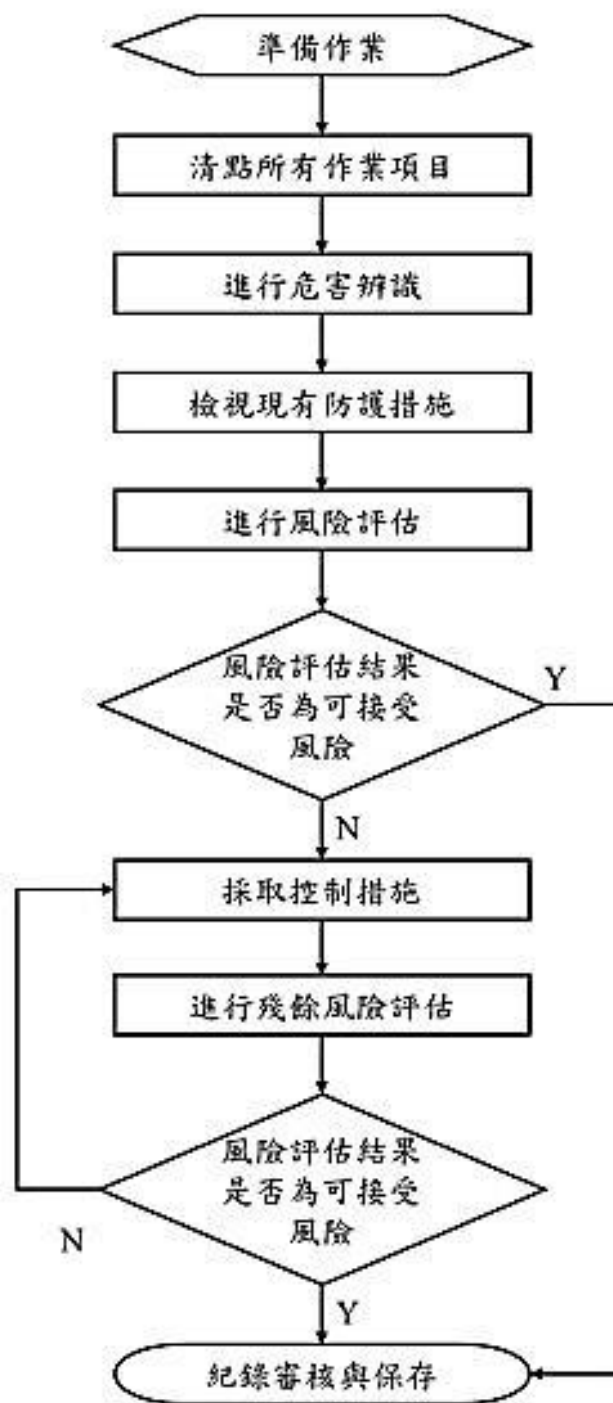 準備作業
清點所有作業項目
進行危害辨識
檢視現有防護措施
進行風險評估
風險評估結果
是否為可接受
風險
Y
N
採取控制措施
進行殘餘風險評估
風險評估結果
是否為可接受
風險
N
Y
紀錄審核與保存